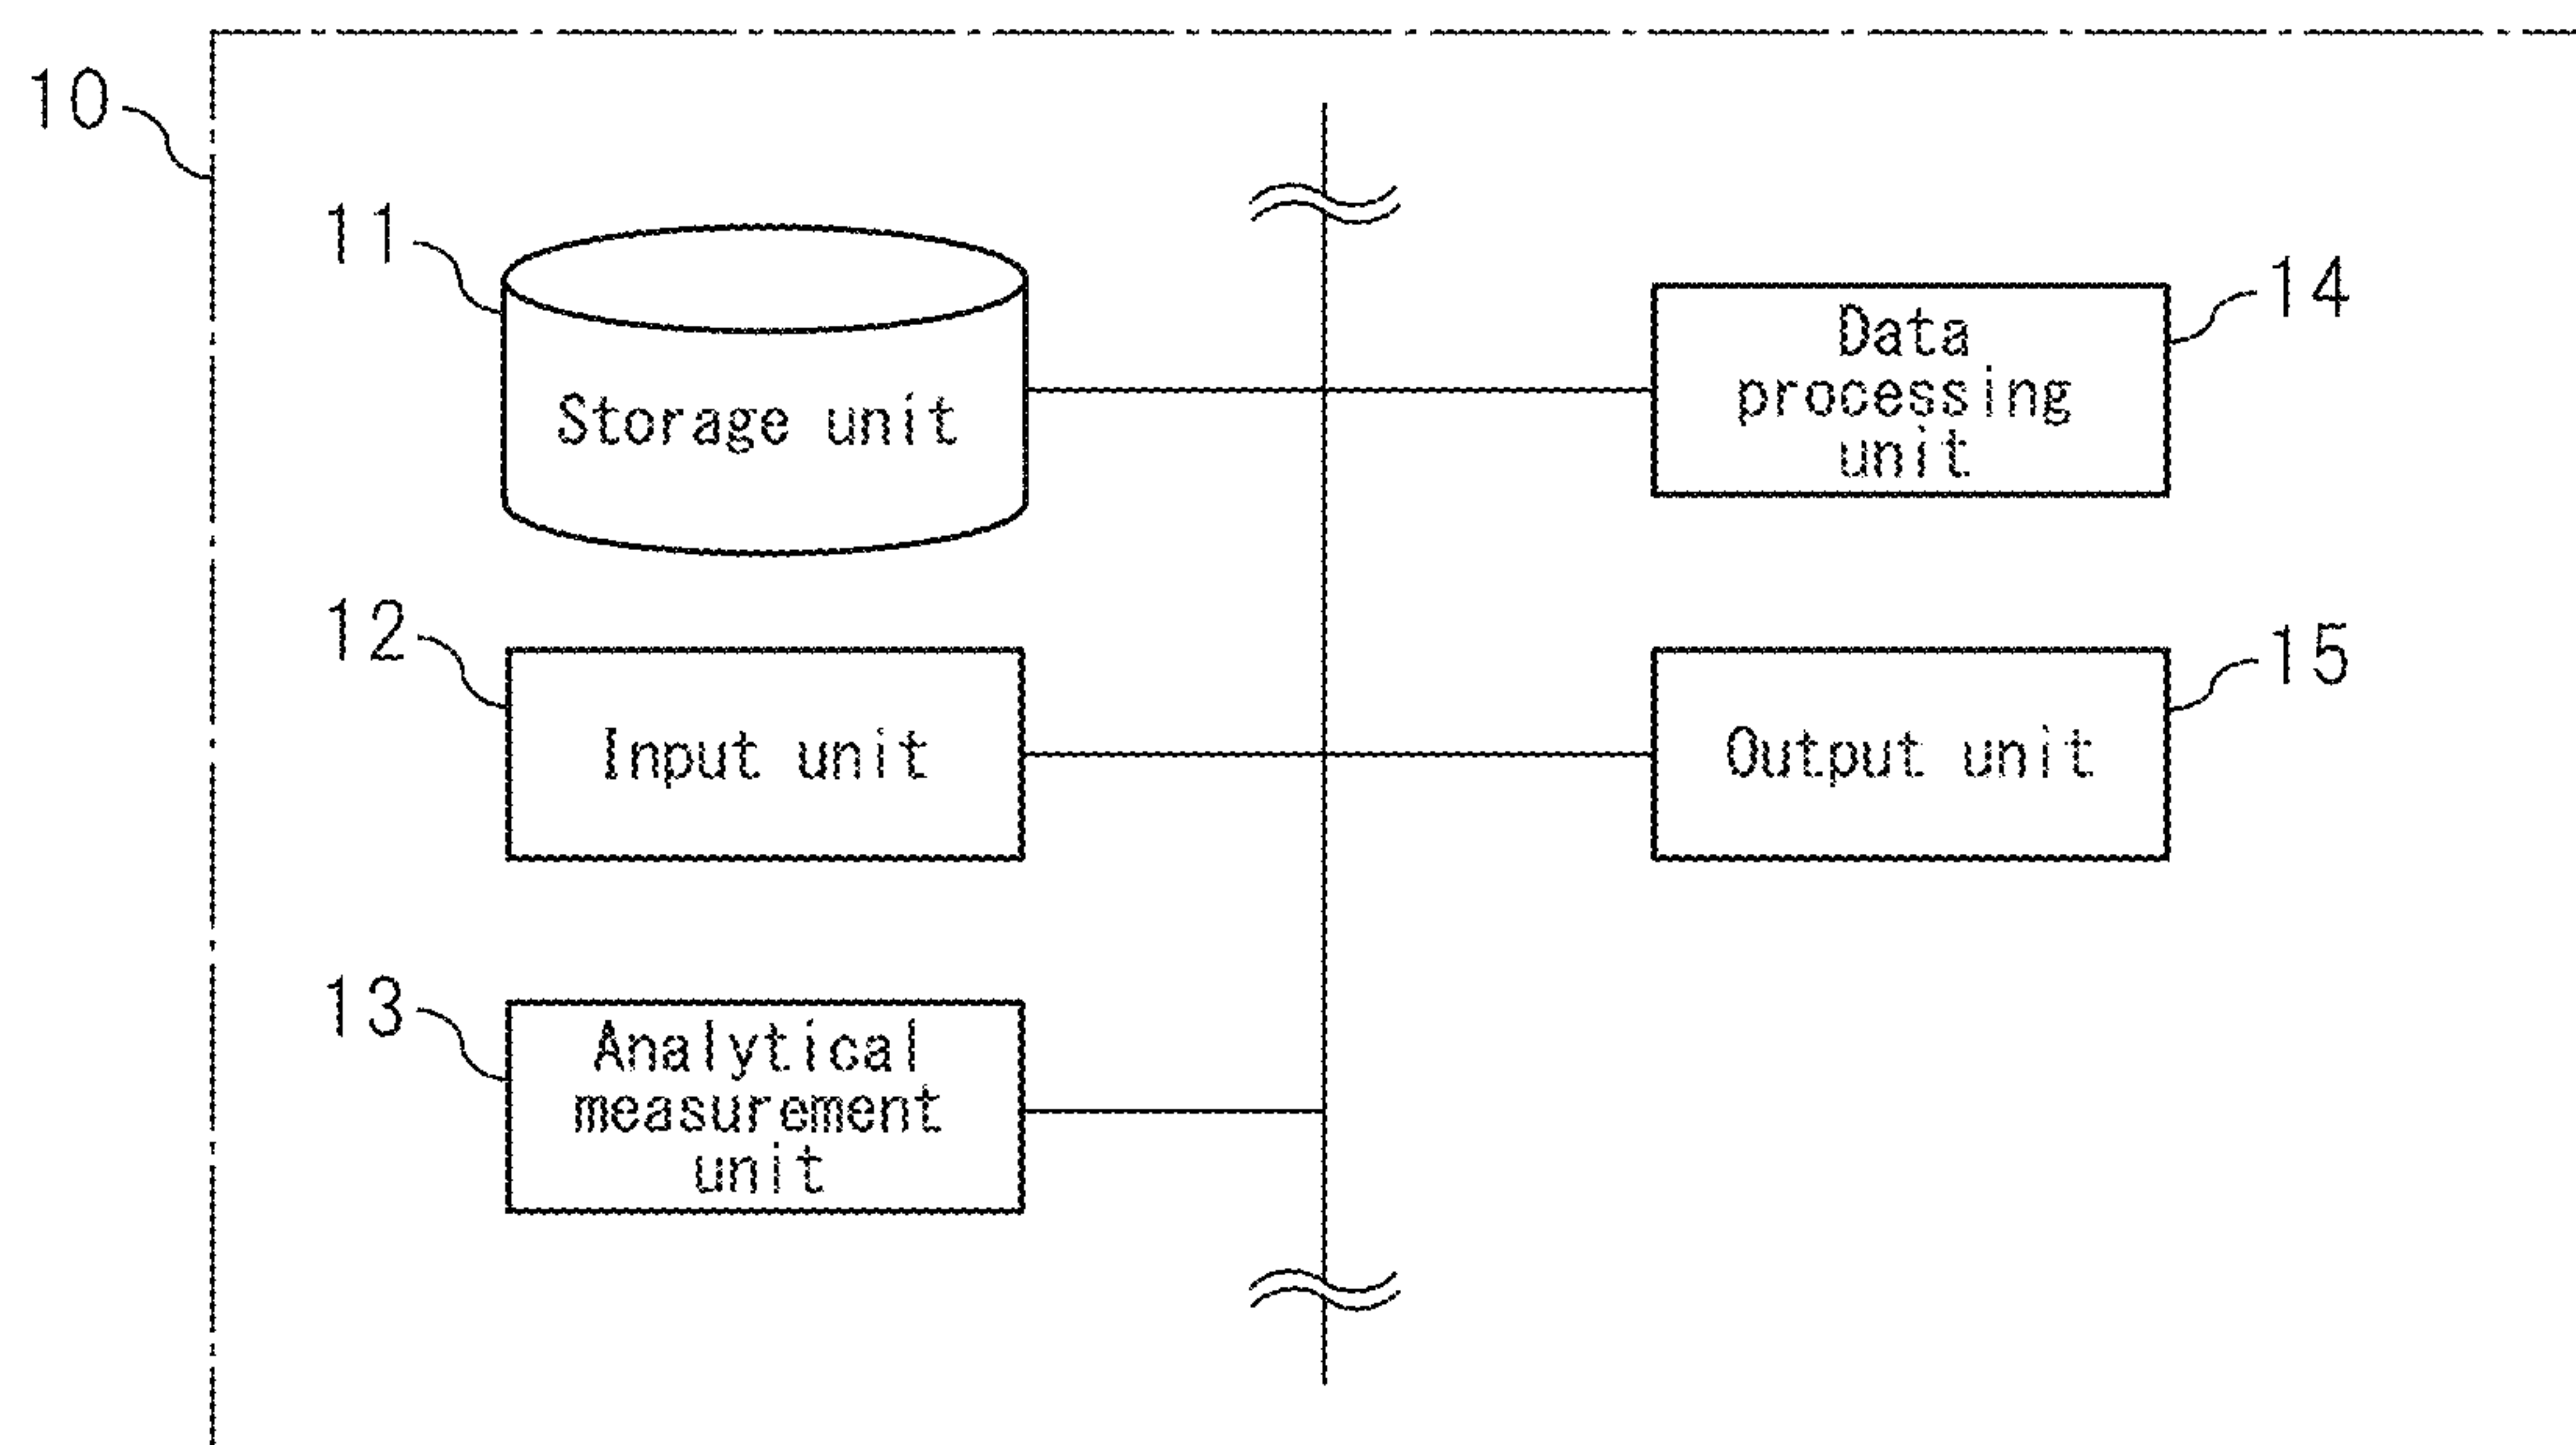 10
11
Storage unit
14
Data
processing
unit
12
Input unit
15
Output unit
13
Analytical
measurement
unit